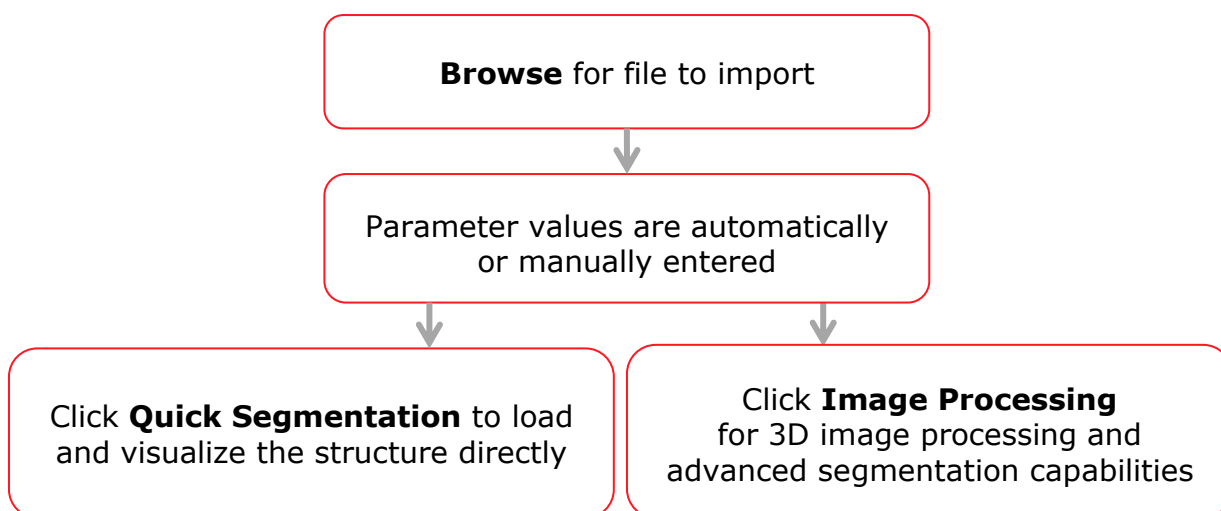 Browse for file to import
Parameter values are automatically
or manually entered
Click Quick Segmentation to load
and visualize the structure directly
Click Image Processing
for 3D image processing and
advanced segmentation capabilities